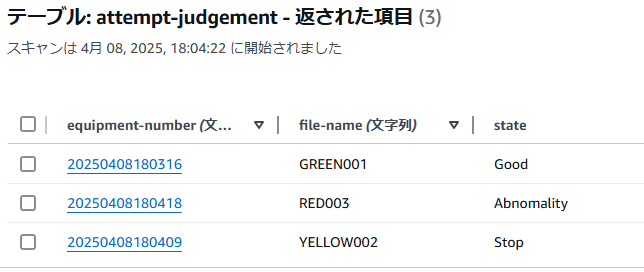 テーブル: attempt-judgement - 返された項目 (3)
スキャンは 4月 08, 2025, 18:04:22 に開始されました
equipment-number (文... file-name (文字列) state
20250408180316 GREEN001 Good
20250408180418 RED003 Abnomality
20250408180409 YELLOW002 Stop